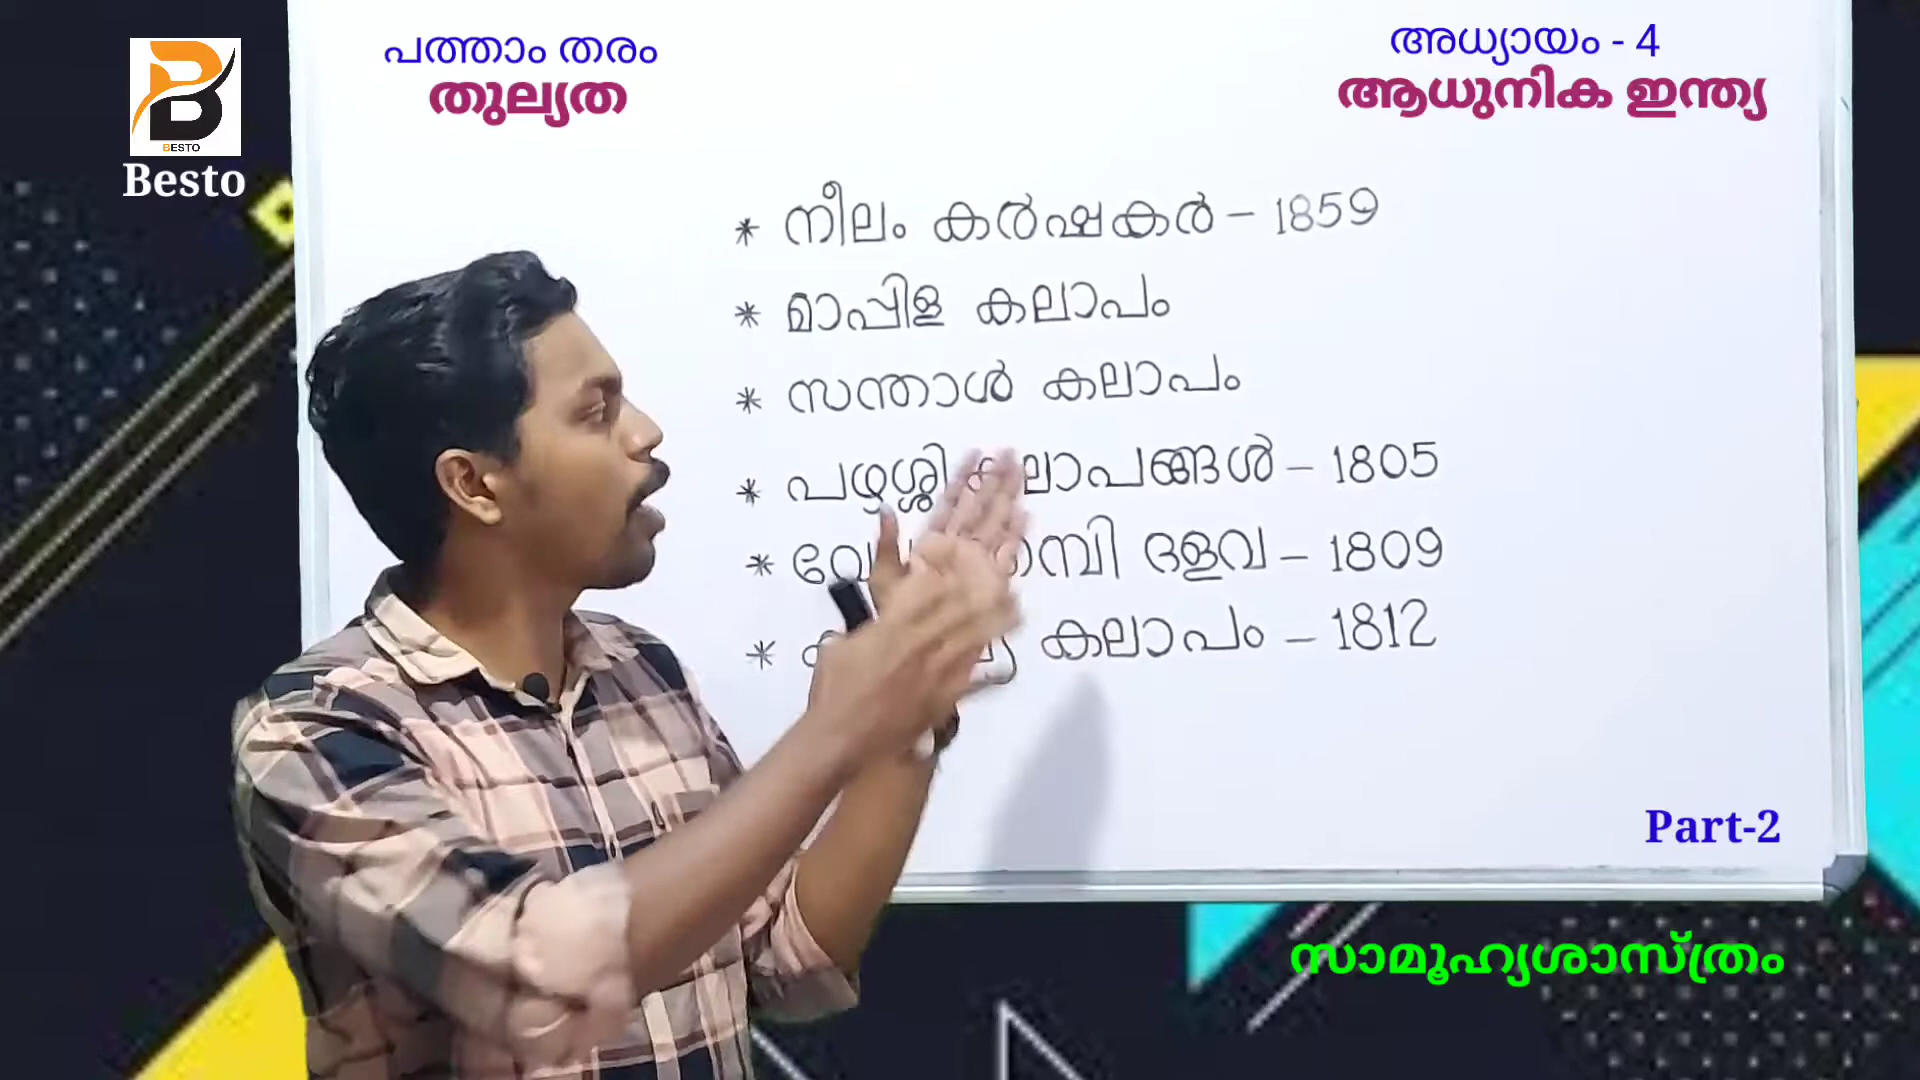 BESTO
Besto
പത്താം തരം
തുല്യത
അധ്യായം - 4
ആധുനിക ഇന്ത്യ
* നീലം കർഷകർ – 1859
* മാപ്പിള കലാപം
* സന്താൾ കലാപം
* പഴശ്ശി കലാപങ്ങൾ – 1805
* ദളവ – 1809
* കലാപം – 1812
Part-2
സാമൂഹ്യശാസ്ത്രം